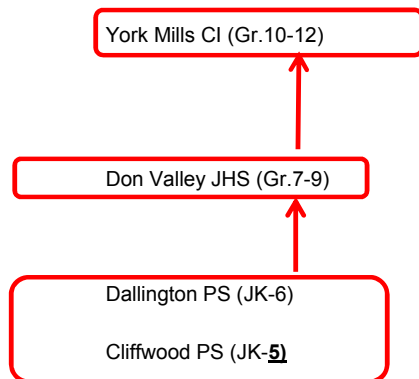 York Mills CI (Gr.10-12)
Don Valley JHS (Gr.7-9)
Dallington PS (JK-6)
Cliffwood PS (JK-5)